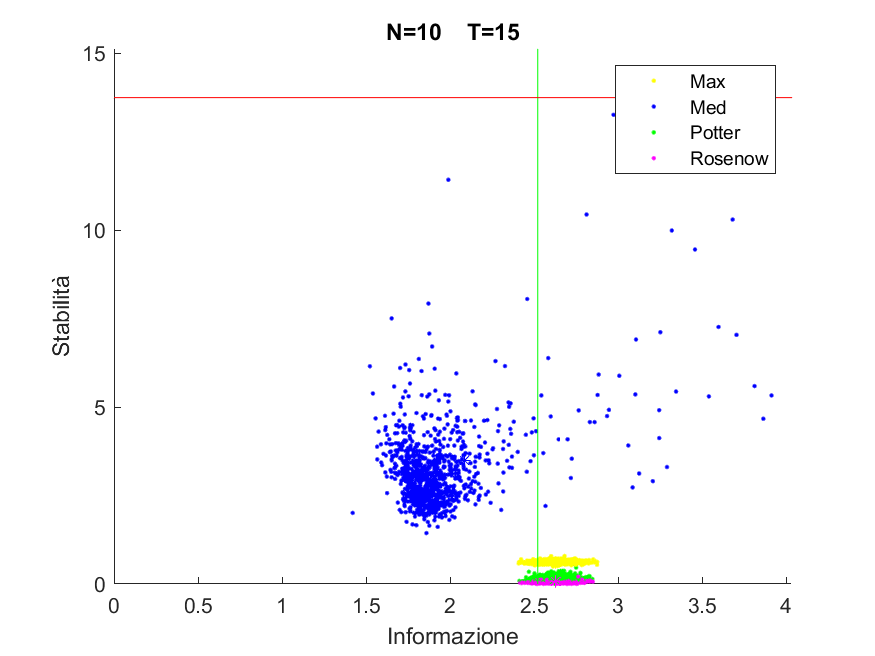 N=10 T=15
15
10
5
0
Stabilità
Max
Med
Potter
Rosenow
0 0.5 1 1.5 2 2.5 3 3.5 4
Informazione